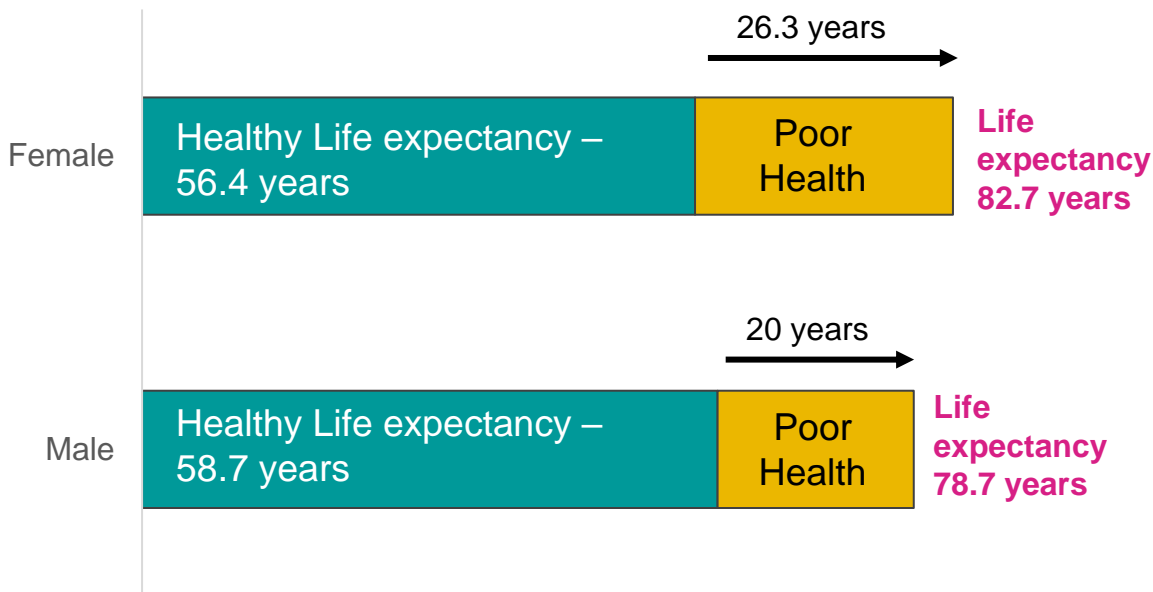 26.3 years
Female
Healthy Life expectancy –
56.4 years
Poor
Health
Life
expectancy
82.7 years
20 years
Male
Healthy Life expectancy –
58.7 years
Poor
Health
Life
expectancy
78.7 years